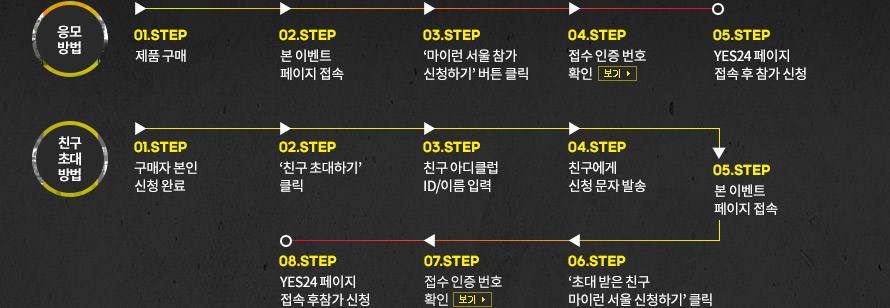 응모
방법
01.STEP
제품 구매
02.STEP
본 이벤트
페이지 접속
03.STEP
‘마이런 서울 참가
신청하기’ 버튼 클릭
04.STEP
접수 인증 번호
확인 보기
05.STEP
YES24 페이지
접속 후 참가 신청
친구
초대
방법
01.STEP
구매자 본인
신청 완료
02.STEP
‘친구 초대하기’
클릭
03.STEP
친구 아디클럽
ID/이름 입력
04.STEP
친구에게
신청 문자 발송
05.STEP
본 이벤트
페이지 접속
06.STEP
‘초대 받은 친구
마이런 서울 신청하기’ 클릭
07.STEP
접수 인증 번호
확인 보기
08.STEP
YES24 페이지
접속 후참가 신청